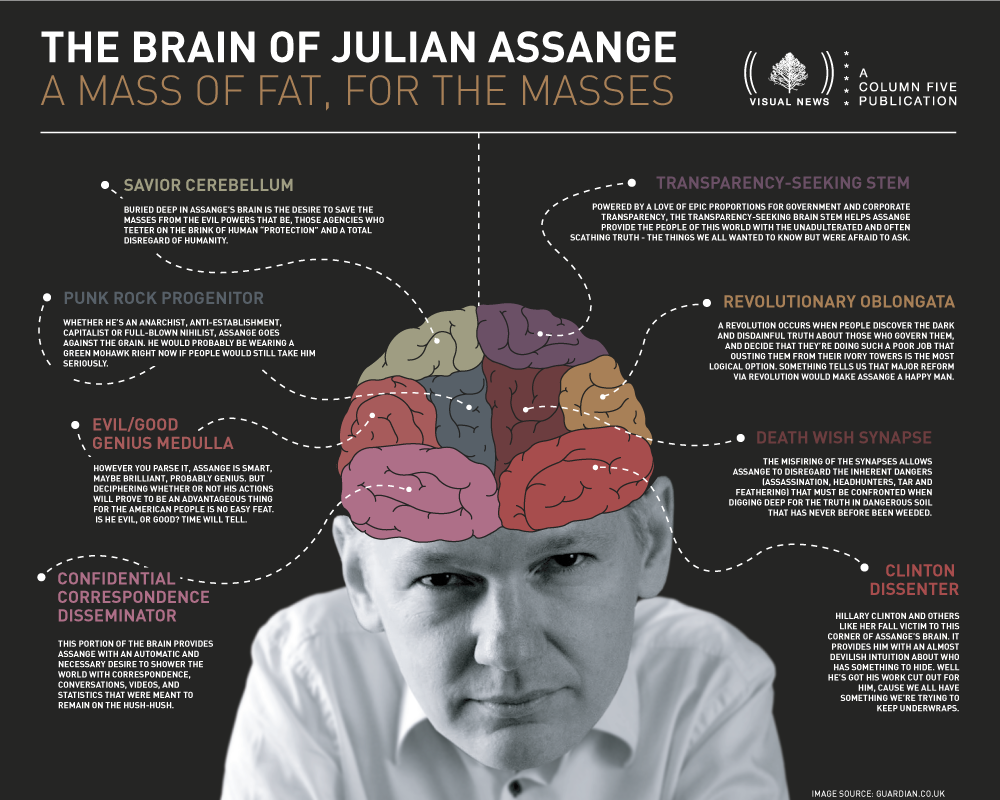 THE BRAIN OF JULIAN ASSANGE
A MASS OF FAT, FOR THE MASSES
VISUAL NEWS
A
COLUMN FIVE
PUBLICATION
SAVIOR CEREBELLUM
BURIED DEEP IN ASSANGE'S BRAIN IS THE DESIRE TO SAVE THE
MASSES FROM THE EVIL POWERS THAT BE, THOSE AGENCIES WHO
TEETER ON THE BRINK OF HUMAN "PROTECTION" AND A TOTAL
DISREGARD OF HUMANITY.
TRANSPARENCY-SEEKING STEM
POWERED BY A LOVE OF EPIC PROPORTIONS FOR GOVERNMENT AND CORPORATE
TRANSPARENCY, THE TRANSPARENCY-SEEKING BRAIN STEM HELPS ASSANGE
PROVIDE THE PEOPLE OF THIS WORLD WITH THE UNADULTERATED AND OFTEN
SCATHING TRUTH - THE THINGS WE ALL WANTED TO KNOW BUT WERE AFRAID TO ASK.
PUNK ROCK PROGENITOR
WHETHER HE'S AN ANARCHIST, ANTI-ESTABLISHMENT,
CAPITALIST OR FULL-BLOWN NIHILIST, ASSANGE GOES
AGAINST THE GRAIN. HE WOULD PROBABLY BE WEARING A
GREEN MOHAWK RIGHT NOW IF PEOPLE WOULD STILL TAKE HIM
SERIOUSLY.
REVOLUTIONARY OBLONGATA
A REVOLUTION OCCURS WHEN PEOPLE DISCOVER THE DARK
AND DISDAINFUL TRUTH ABOUT THOSE WHO GOVERN THEM,
AND DECIDE THAT THEY'RE DOING SUCH A POOR JOB THAT
OUSTING THEM FROM THEIR IVORY TOWERS IS THE MOST
LOGICAL OPTION. SOMETHING TELLS US THAT MAJOR REFORM
VIA REVOLUTION WOULD MAKE ASSANGE A HAPPY MAN.
EVIL/GOOD
GENIUS MEDULLA
HOWEVER YOU PARSE IT, ASSANGE IS SMART,
MAYBE BRILLIANT, PROBABLY GENIUS. BUT
DECIPHERING WHETHER OR NOT HIS ACTIONS
WILL PROVE TO BE AN ADVANTAGEOUS THING
FOR THE AMERICAN PEOPLE IS NO EASY FEAT.
IS HE EVIL, OR GOOD? TIME WILL TELL.
DEATH WISH SYNAPSE
THE MISFIRING OF THE SYNAPSES ALLOWS
ASSANGE TO DISREGARD THE INHERENT DANGERS
(ASSASSINATION, HEADHUNTERS, TAR AND
FEATHERING) THAT MUST BE CONFRONTED WHEN
DIGGING DEEP FOR THE TRUTH IN DANGEROUS SOIL
THAT HAS NEVER BEFORE BEEN WEEDED.
CONFIDENTIAL
CORRESPONDENCE
DISSEMINATOR
THIS PORTION OF THE BRAIN PROVIDES
ASSANGE WITH AN AUTOMATIC AND
NECESSARY DESIRE TO SHOWER THE
WORLD WITH CORRESPONDENCE,
CONVERSATIONS, VIDEOS, AND
STATISTICS THAT WERE MEANT TO
REMAIN ON THE HUSH-HUSH.
CLINTON
DISSENTER
HILLARY CLINTON AND OTHERS
LIKE HER FALL VICTIM TO THIS
CORNER OF ASSANGE'S BRAIN. IT
PROVIDES HIM WITH AN ALMOST
DEVILISH INTUITION ABOUT WHO
HAS SOMETHING TO HIDE. WELL
HE'S GOT HIS WORK CUT OUT FOR
HIM, CAUSE WE ALL HAVE
SOMETHING WE'RE TRYING TO
KEEP UNDERWRAPS.
IMAGE SOURCE: GUARDIAN.CO.UK